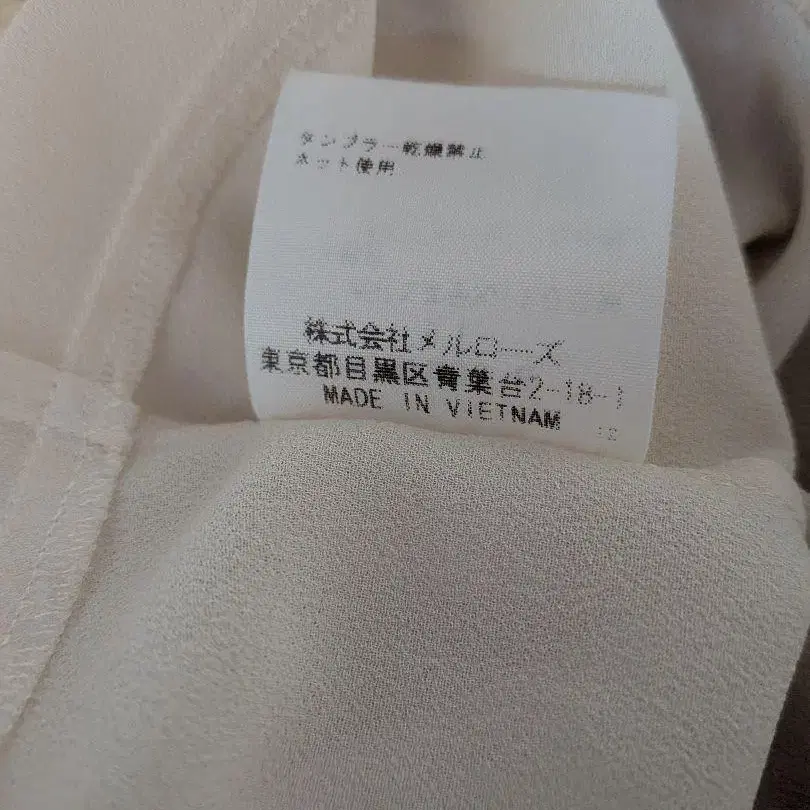 タンブラー乾燥禁止
ネット使用
株式会社メルローズ
東京都目黒区青葉台2-18-1
MADE IN VIETNAM
12